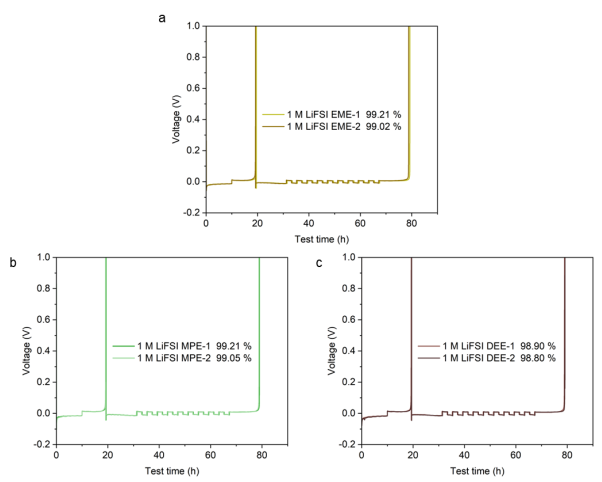 a
1.0
0.8
0.6
0.4
0.2
0.0
-0.2
Voltage (V)
1 M LiFSI EME-1 99.21 %
1 M LiFSI EME-2 99.02 %
0 20 40 60 80
Test time (h)
b
1.0
0.8
0.6
0.4
0.2
0.0
-0.2
Voltage (V)
1 M LiFSI MPE-1 99.21 %
1 M LiFSI MPE-2 99.05 %
0 20 40 60 80
Test time (h)
c
1.0
0.8
0.6
0.4
0.2
0.0
-0.2
Voltage (V)
1 M LiFSI DEE-1 98.90 %
1 M LiFSI DEE-2 98.80 %
0 20 40 60 80
Test time (h)